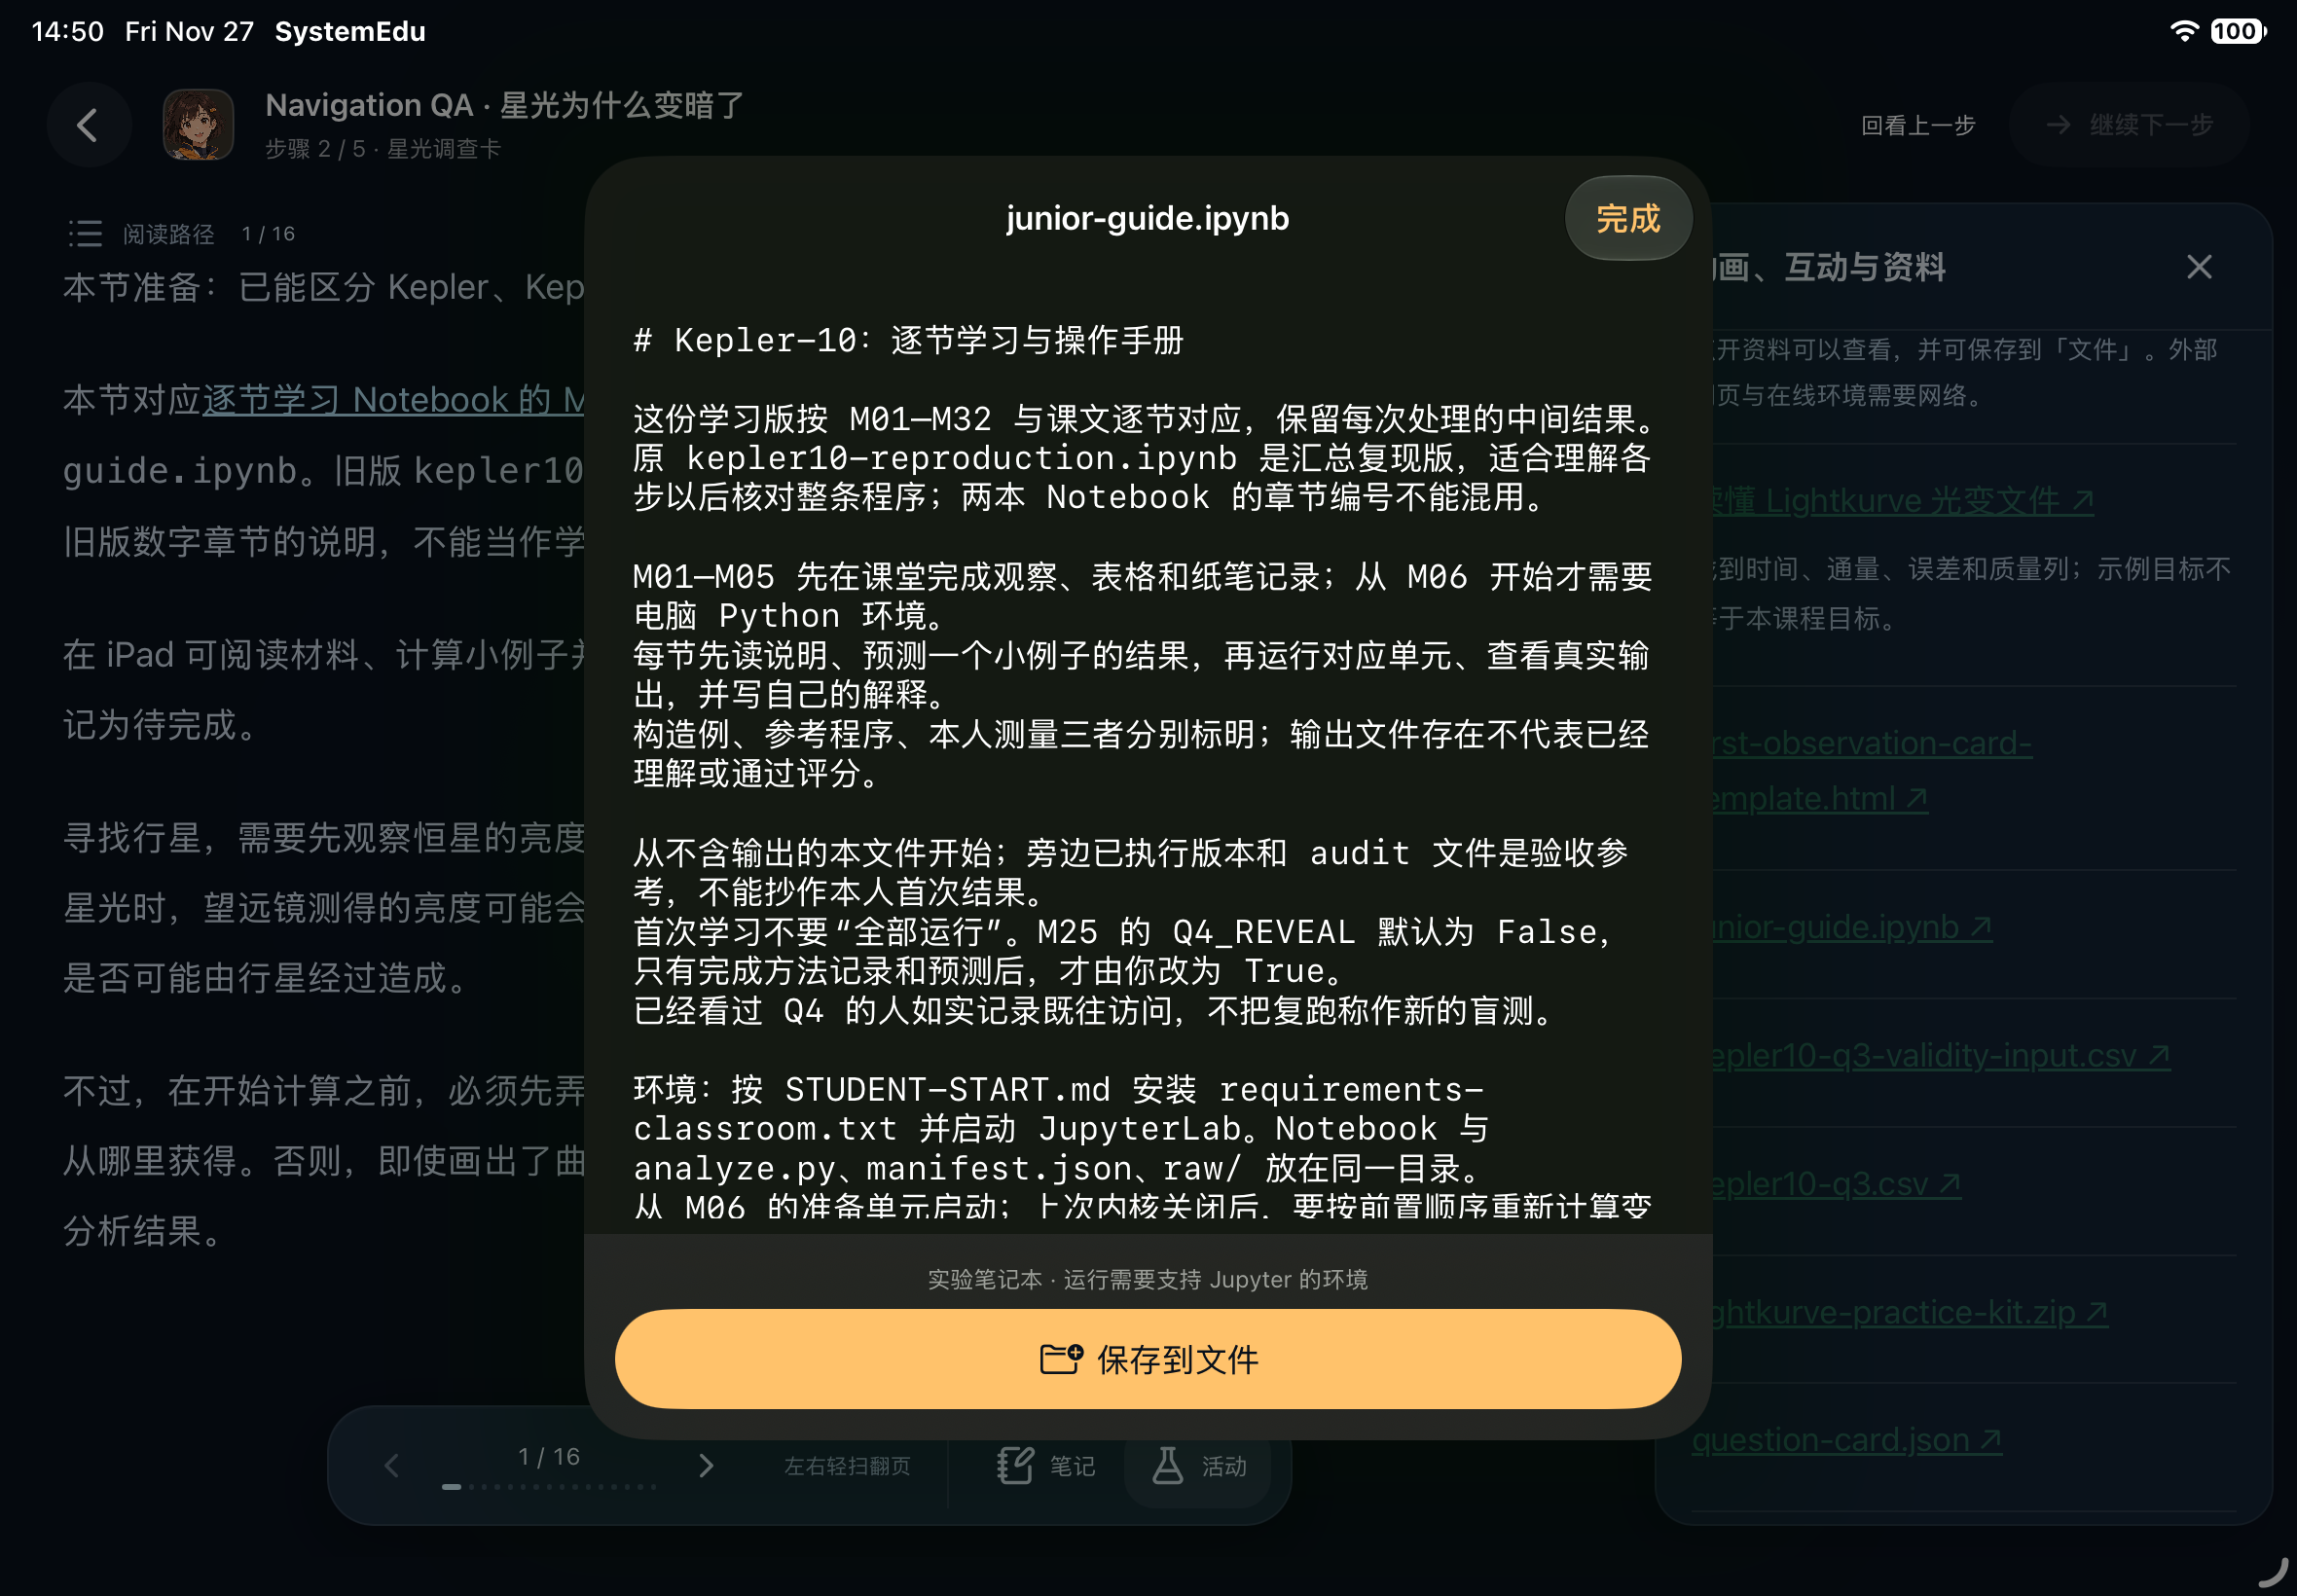 14:50 Fri Nov 27 SystemEdu
100
Navigation QA · 星光为什么变暗了
步骤 2 / 5 · 星光调查卡
回看上一步
→ 继续下一步
阅读路径 1 / 16
本节准备：已能区分 Kepler、Kep
本节对应逐节学习 Notebook 的 M
guide.ipynb。旧版 kepler10
旧版数字章节的说明，不能当作学
在 iPad 可阅读材料、计算小例子并
记为待完成。
寻找行星，需要先观察恒星的亮度
星光时，望远镜测得的亮度可能会
是否可能由行星经过造成。
不过，在开始计算之前，必须先弄
从哪里获得。否则，即使画出了曲
分析结果。
junior-guide.ipynb
完成
# Kepler-10：逐节学习与操作手册
这份学习版按 M01—M32 与课文逐节对应，保留每次处理的中间结果。
原 kepler10-reproduction.ipynb 是汇总复现版，适合理解各
步以后核对整条程序；两本 Notebook 的章节编号不能混用。
M01—M05 先在课堂完成观察、表格和纸笔记录；从 M06 开始才需要
电脑 Python 环境。
每节先读说明、预测一个小例子的结果，再运行对应单元、查看真实输
出，并写自己的解释。
构造例、参考程序、本人测量三者分别标明；输出文件存在不代表已经
理解或通过评分。
从不含输出的本文件开始；旁边已执行版本和 audit 文件是验收参
考，不能抄作本人首次结果。
首次学习不要“全部运行”。M25 的 Q4_REVEAL 默认为 False，
只有完成方法记录和预测后，才由你改为 True。
已经看过 Q4 的人如实记录既往访问，不把复跑称作新的盲测。
环境：按 STUDENT-START.md 安装 requirements-
classroom.txt 并启动 JupyterLab。Notebook 与
analyze.py、manifest.json、raw/ 放在同一目录。
从 M06 的准备单元启动；上次内核关闭后，要按前置顺序重新计算变
实验笔记本 · 运行需要支持 Jupyter 的环境
保存到文件
画、互动与资料
开资料可以查看，并可保存到「文件」。外部
页与在线环境需要网络。
懂 Lightkurve 光变文件 ↗
到时间、通量、误差和质量列；示例目标不
于本课程目标。
rst-observation-card-
emplate.html ↗
nior-guide.ipynb ↗
epler10-q3-validity-input.csv ↗
epler10-q3.csv ↗
ghtkurve-practice-kit.zip ↗
question-card.json ↗
1 / 16
左右轻扫翻页
笔记
活动